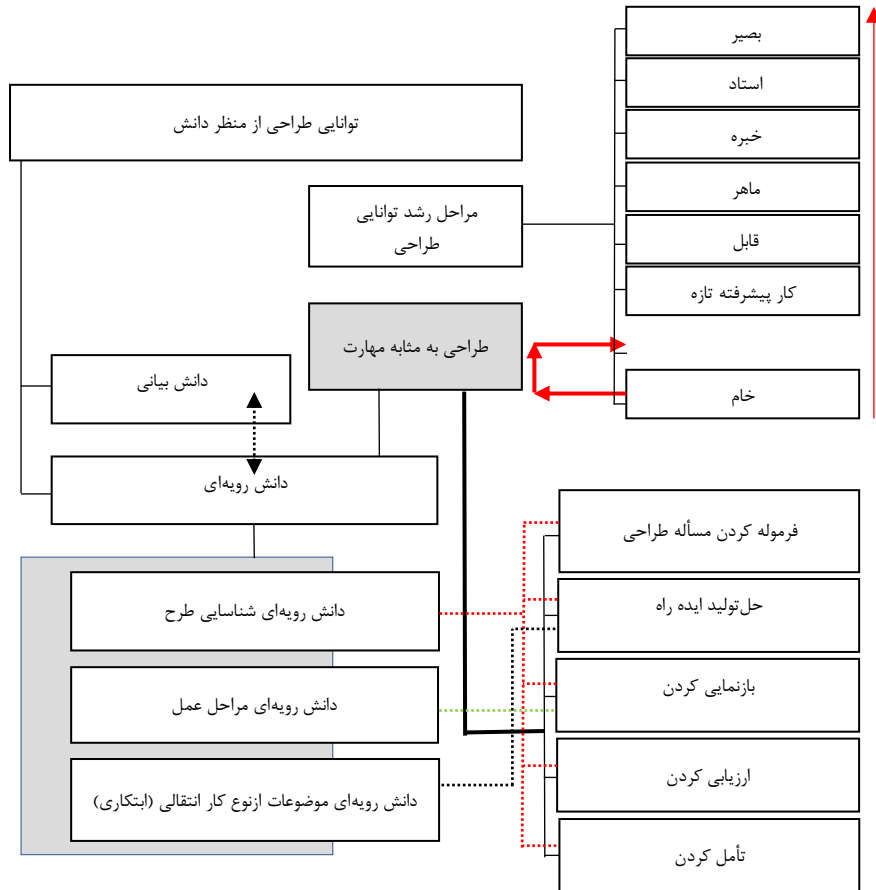 بصیر
استاد
خبره
ماهر
قابل
کار پیشرفته تازه
خام
توانایی طراحی از منظر دانش
مراحل رشد توانایی
طراحی
طراحی به مثابه مهارت
دانش بیانی
دانش رویه‌ای
دانش رویه‌ای شناسایی طرح
دانش رویه‌ای مراحل عمل
دانش رویه‌ای موضوعات ازنوع کار انتقالی (ابتکاری)
فرموله کردن مسأله طراحی
حل‌تولید ایده راه
بازنمایی کردن
ارزیابی کردن
تأمل کردن